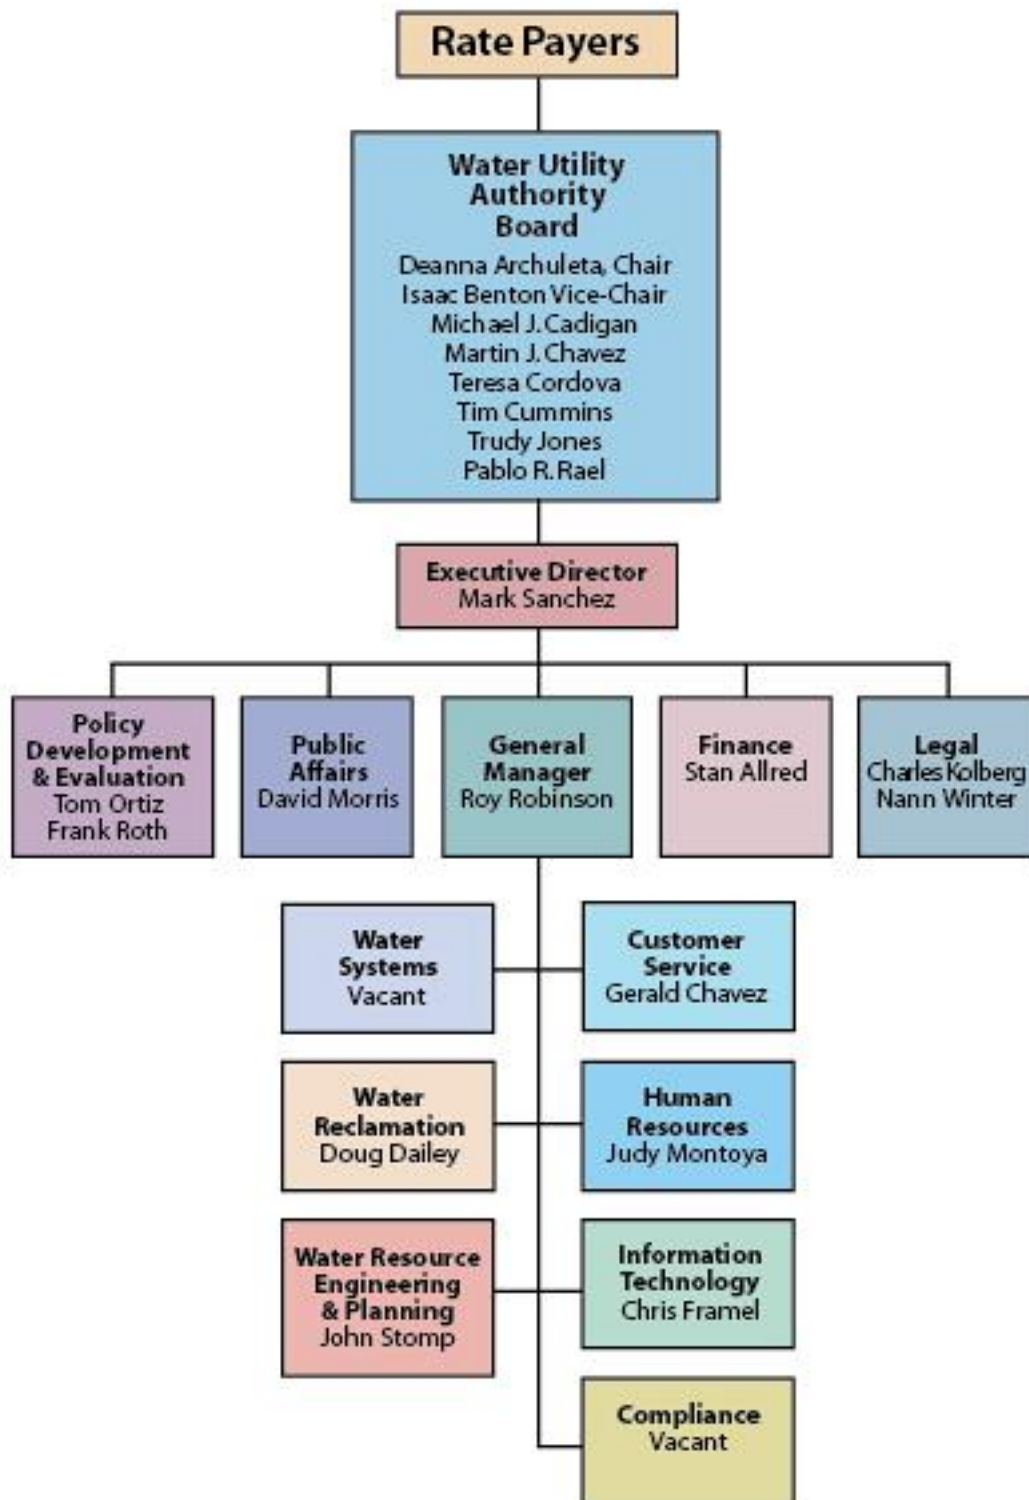 Rate Payers
Water Utility
Authority
Board
Deanna Archuleta, Chair
Isaac Benton Vice-Chair
Michael J. Cadigan
Martin J. Chavez
Teresa Cordova
Tim Cummins
Trudy Jones
Pablo R. Rael
Executive Director
Mark Sanchez
Policy
Development
& Evaluation
Tom Ortiz
Frank Roth
Public
Affairs
David Morris
General
Manager
Roy Robinson
Finance
Stan Allred
Legal
Charles Kolberg
Nann Winter
Water
Systems
Vacant
Customer
Service
Gerald Chavez
Water
Reclamation
Doug Dailey
Human
Resources
Judy Montoya
Water Resource
Engineering
& Planning
John Stomp
Information
Technology
Chris Framel
Compliance
Vacant